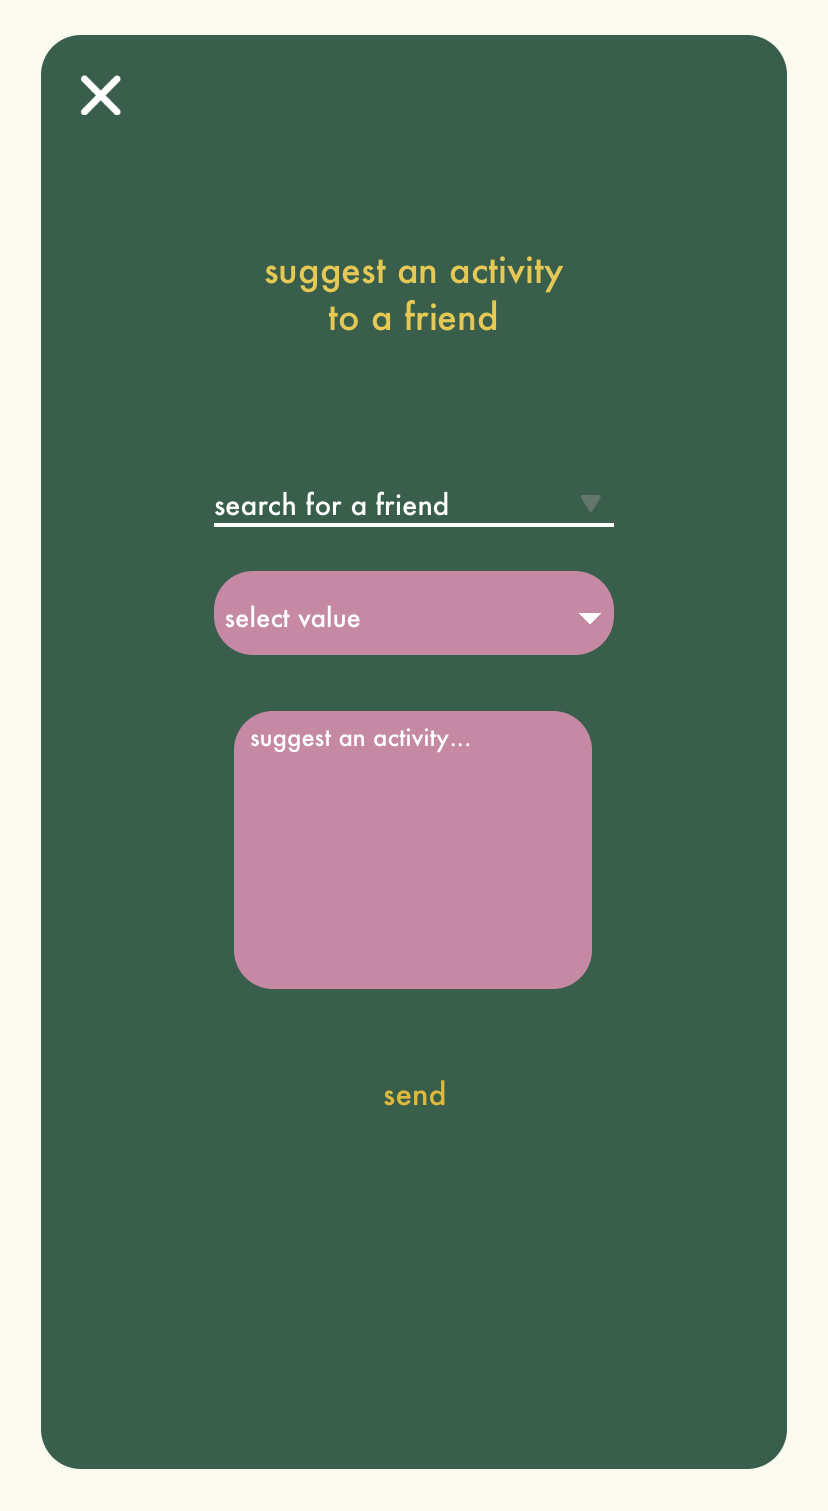 suggest an activity
to a friend
search for a friend
select value
suggest an activity...
send